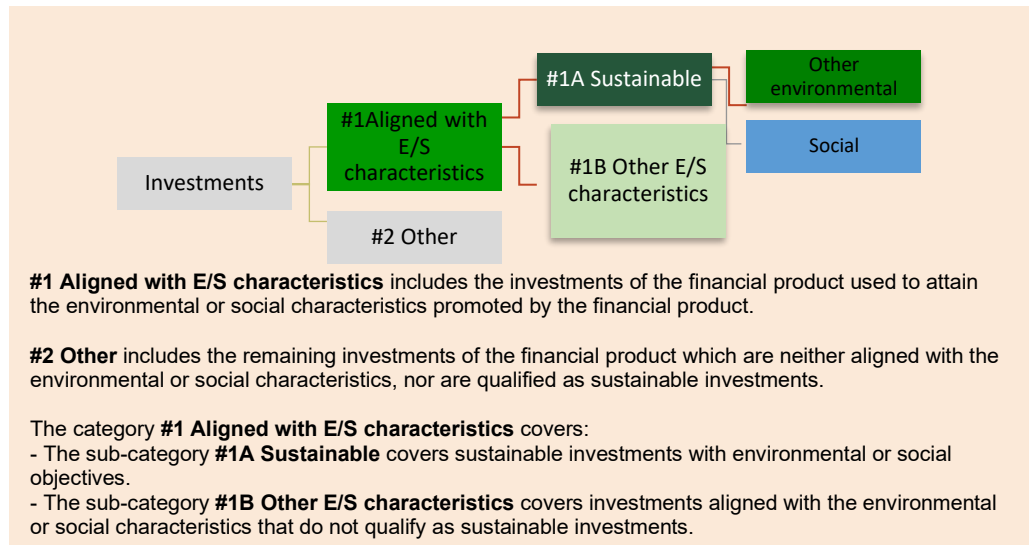 #1A Sustainable
Other
environmental
#1Aligned with
E/S
characteristics
Social
#1B Other E/S
characteristics
Investments
#2 Other
#1 Aligned with E/S characteristics includes the investments of the financial product used to attain
the environmental or social characteristics promoted by the financial product.
#2 Other includes the remaining investments of the financial product which are neither aligned with the
environmental or social characteristics, nor are qualified as sustainable investments.
The category #1 Aligned with E/S characteristics covers:
- The sub-category #1A Sustainable covers sustainable investments with environmental or social
objectives.
- The sub-category #1B Other E/S characteristics covers investments aligned with the environmental
or social characteristics that do not qualify as sustainable investments.